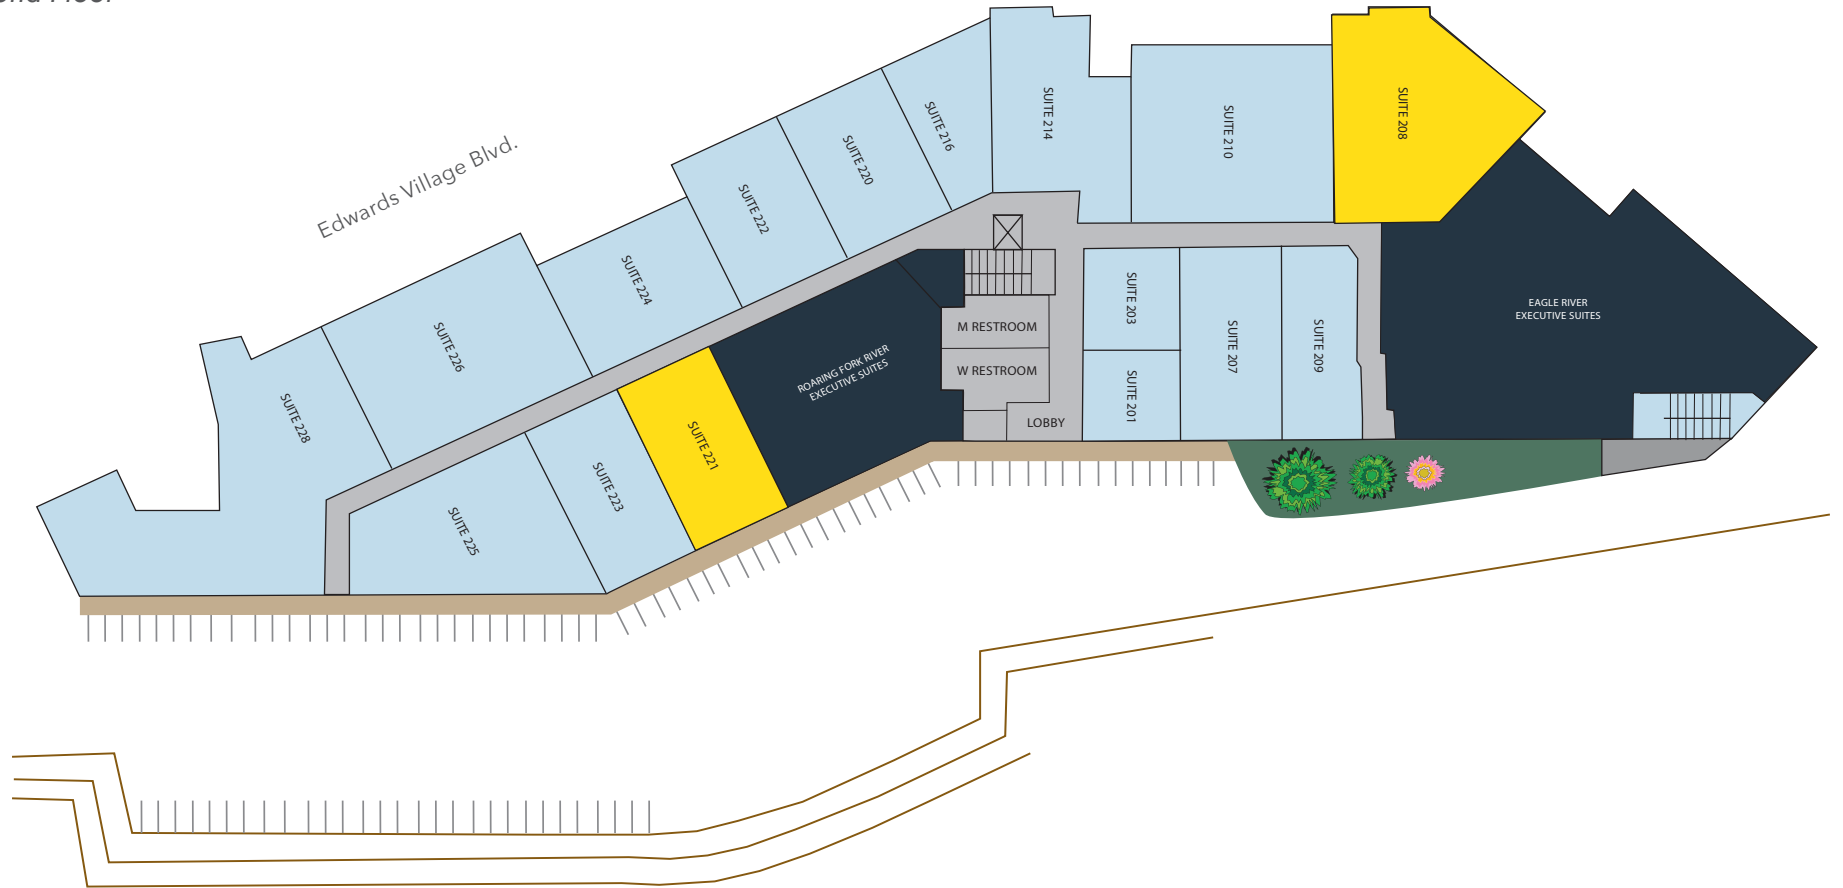 Floor
Edwards Village Blvd.
SUITE 216
SUITE 214
SUITE 210
SUITE 208
SUITE 220
SUITE 222
SUITE 224
SUITE 226
SUITE 228
SUITE 203
SUITE 207
SUITE 209
SUITE 201
EAGLE RIVER
EXECUTIVE SUITES
M RESTROOM
W RESTROOM
LOBBY
ROARING FORK RIVER
EXECUTIVE SUITES
SUITE 221
SUITE 223
SUITE 225